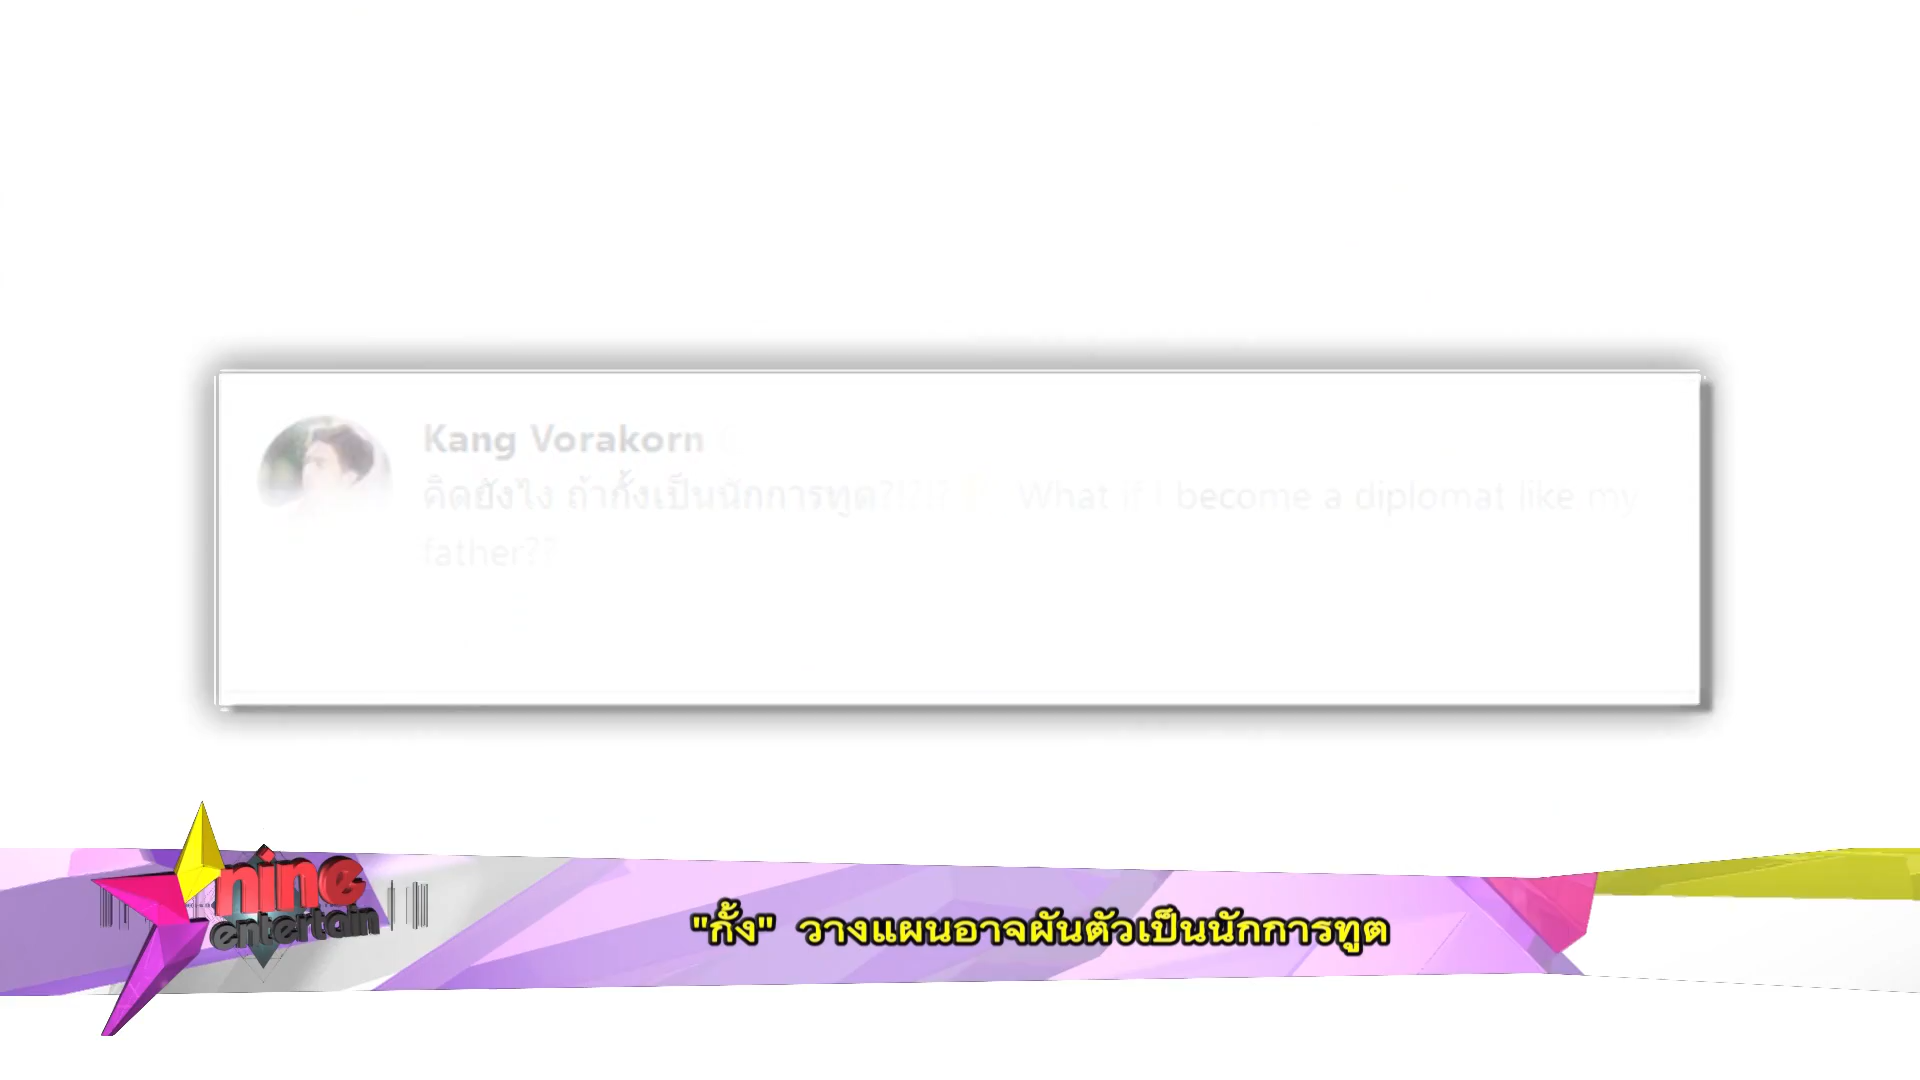 Kang Vorakorn
คิดยังไง ถ้ากั้งเป็นนักการทูต?!?!? What if I become a diplomat like my
father??
nine
entertain
"กั้ง" วางแผนอาจผันตัวเป็นนักการทูต